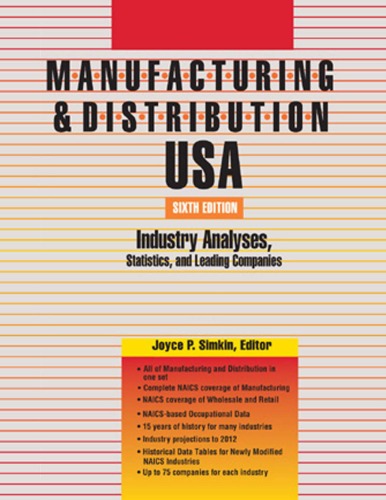 M·A·N·U·F·A·C·T·U·R·I·N·G
& D·I·S·T·R·I·B·U·T·I·O·N
USA
SIXTH EDITION
Industry Analyses,
Statistics, and Leading Companies
Joyce P. Simkin, Editor
• All of Manufacturing and Distribution in
one set
• Complete NAICS coverage of Manufacturing
• NAICS coverage of Wholesale and Retail
• NAICS-based Occupational Data
• 15 years of history for many industries
• Industry projections to 2012
• Historical Data Tables for Newly Modified
NAICS Industries
• Up to 75 companies for each industry